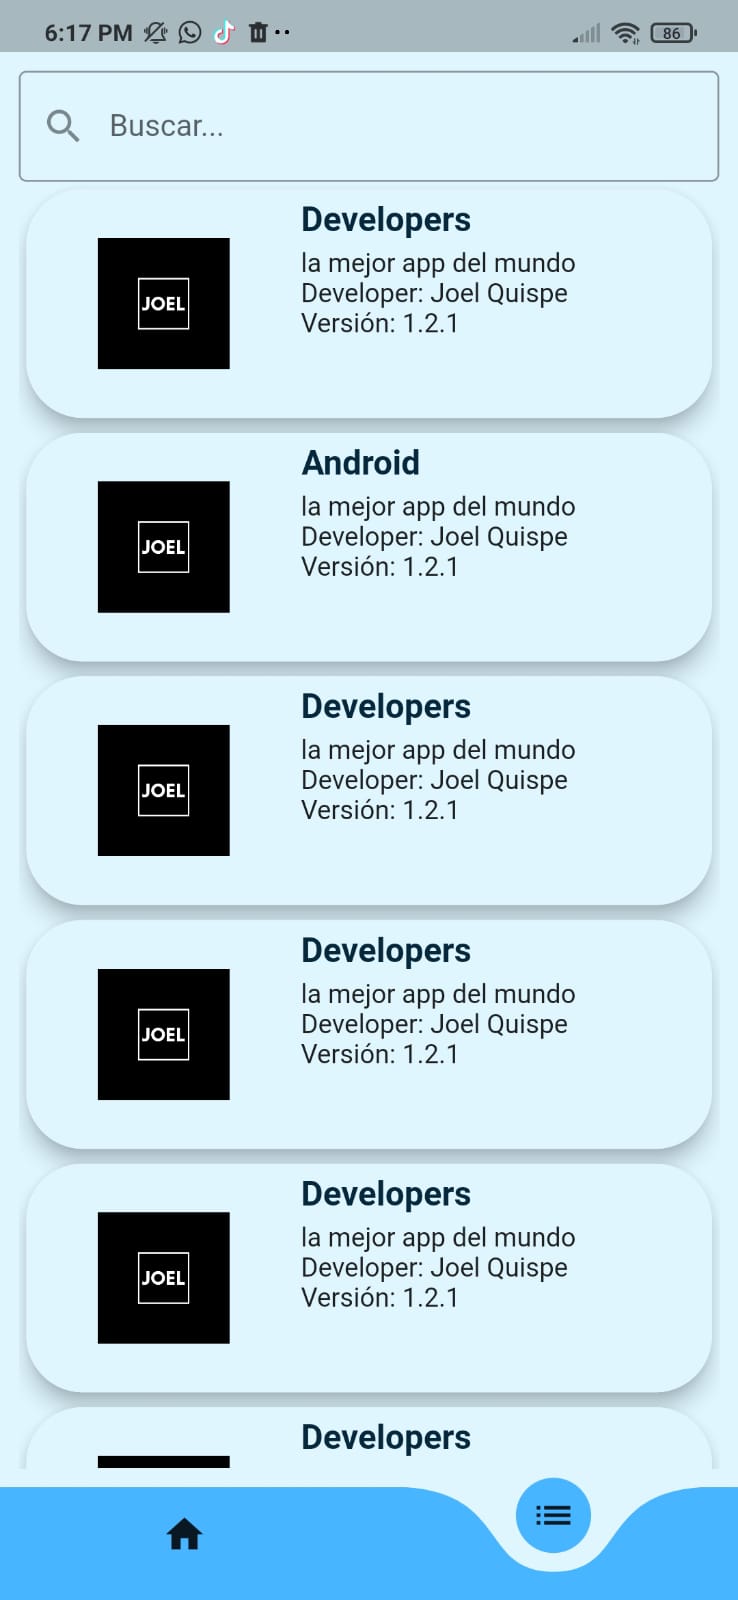 6:17 PM
86
Buscar...
Developers
la mejor app del mundo
Developer: Joel Quispe
Versión: 1.2.1
JOEL
Android
la mejor app del mundo
Developer: Joel Quispe
Versión: 1.2.1
JOEL
Developers
la mejor app del mundo
Developer: Joel Quispe
Versión: 1.2.1
JOEL
Developers
la mejor app del mundo
Developer: Joel Quispe
Versión: 1.2.1
JOEL
Developers
la mejor app del mundo
Developer: Joel Quispe
Versión: 1.2.1
JOEL
Developers